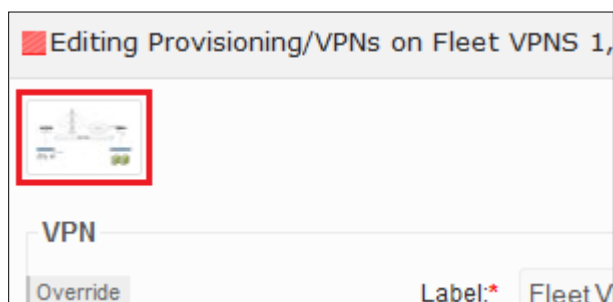 Editing Provisioning/VPNs on Fleet VPNS 1,
VPN
Override
Label:* Fleet V